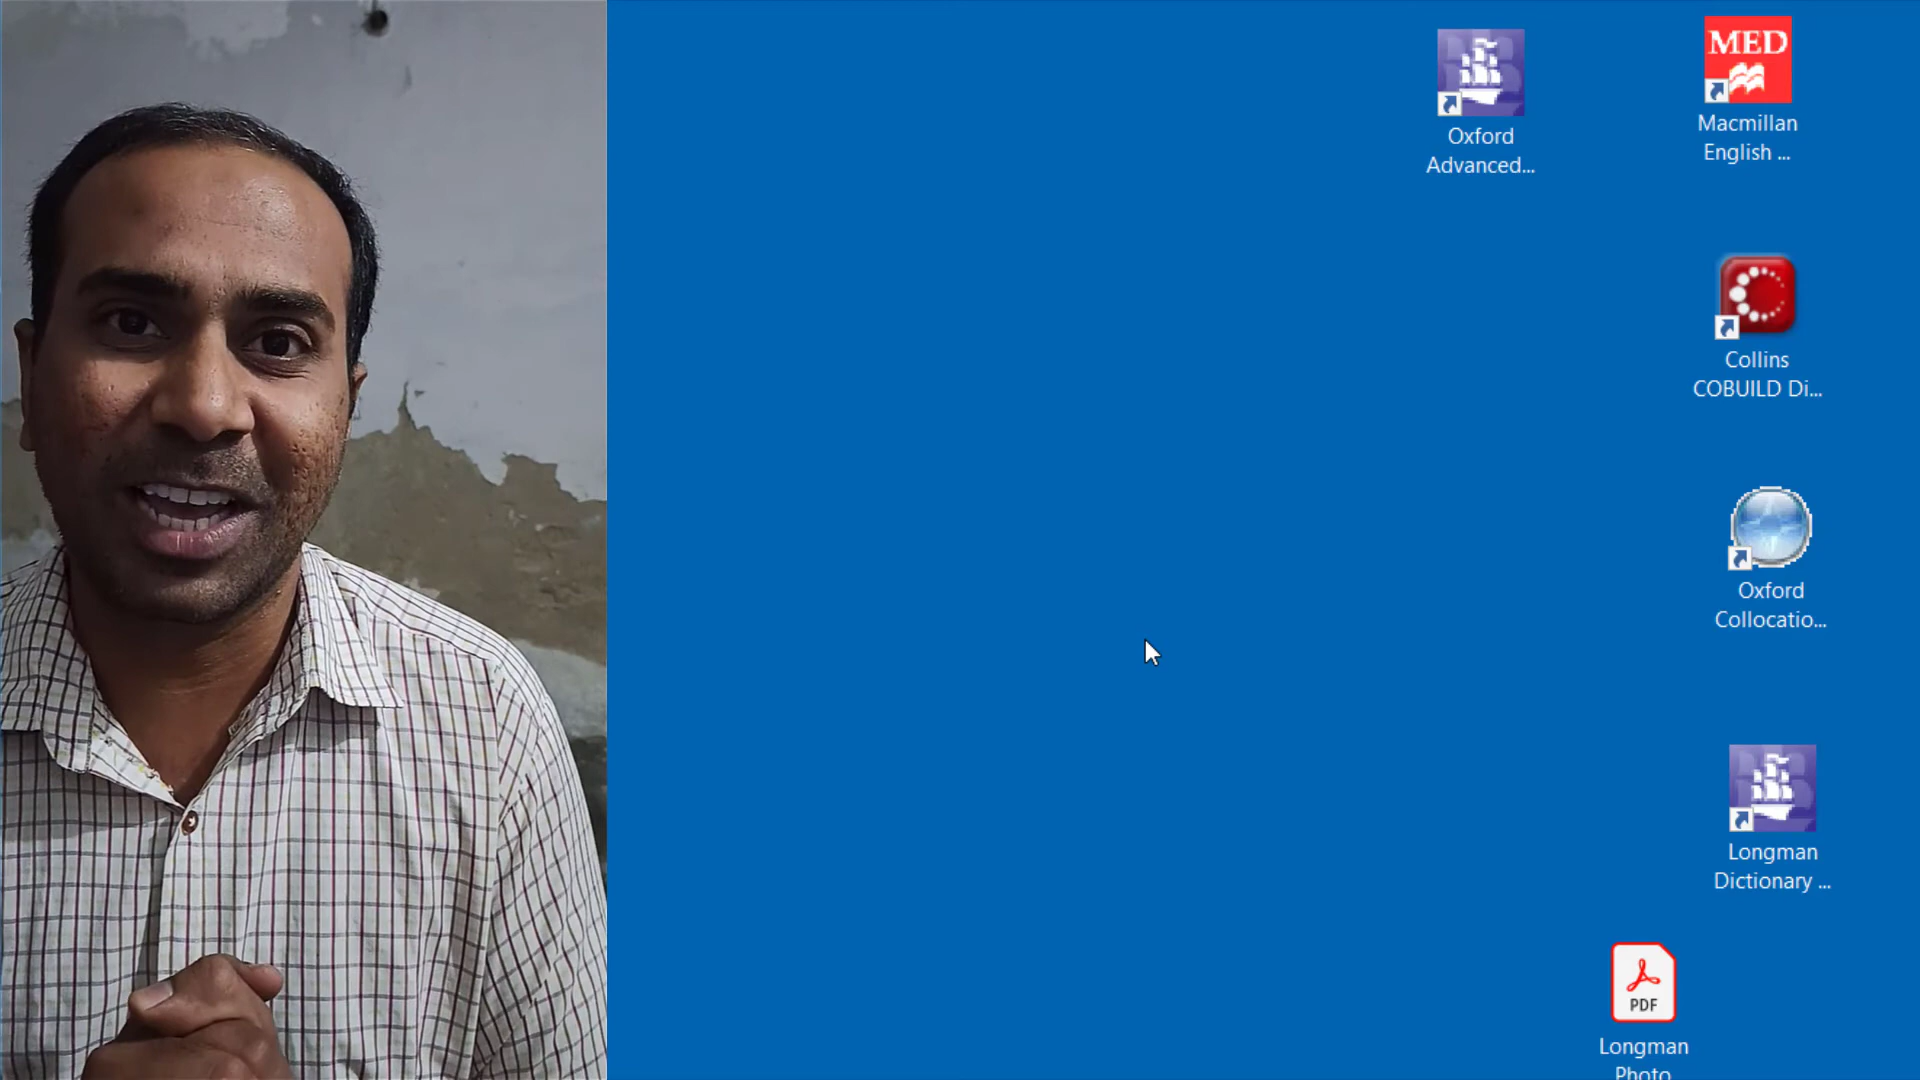 Oxford
Advanced...
MED
Macmillan
English ...
Collins
COBUILD Di...
Oxford
Collocatio...
Longman
Dictionary ...
PDF
Longman
Photo